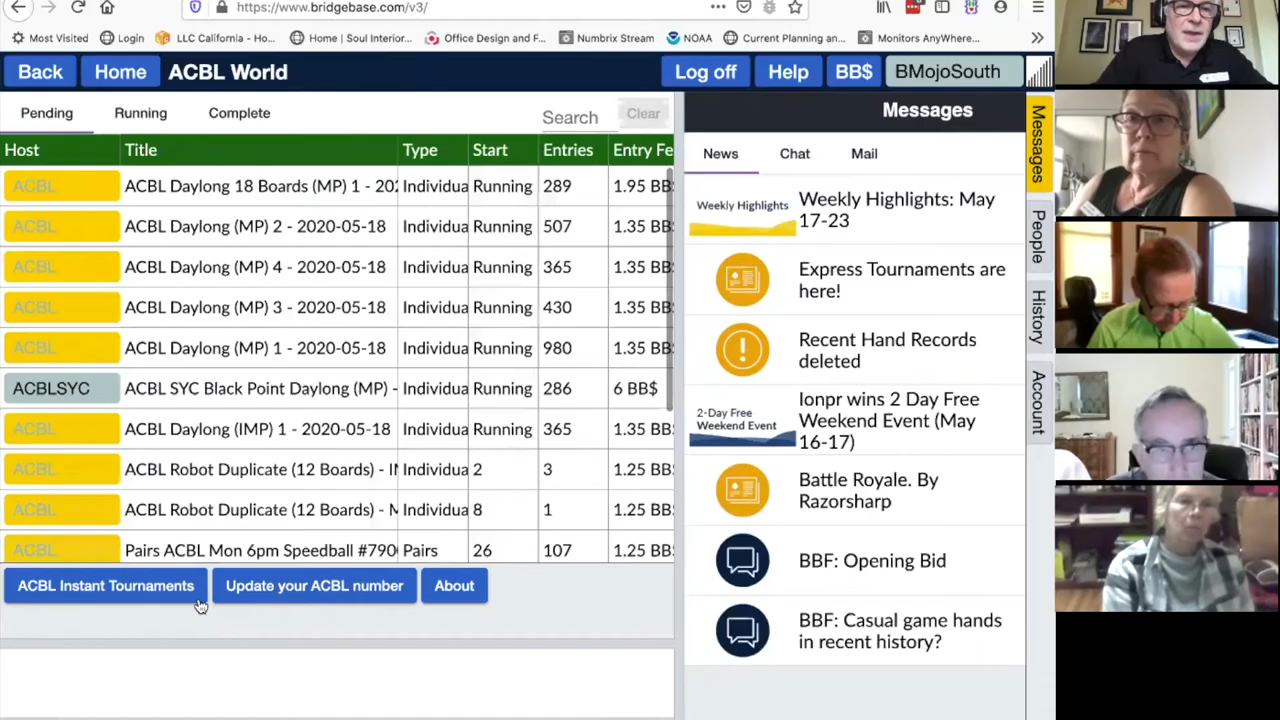 https://www.bridgebase.com/v3/
Most Visited
Login
LLC California - Ho...
Home | Soul Interior...
Office Design and F...
Numbrix Stream
NOAA
Current Planning an...
Monitors AnyWhere...
Back
Home
ACBL World
Log off
Help
BB$
BMojoSouth
Pending
Running
Complete
Search
Clear
Host Title Type Start Entries Entry Fe
ACBL ACBL Daylong 18 Boards (MP) 1 - 202 Individua Running 289 1.95 BB$
ACBL ACBL Daylong (MP) 2 - 2020-05-18 Individua Running 507 1.35 BB$
ACBL ACBL Daylong (MP) 4 - 2020-05-18 Individua Running 365 1.35 BB$
ACBL ACBL Daylong (MP) 3 - 2020-05-18 Individua Running 430 1.35 BB$
ACBL ACBL Daylong (MP) 1 - 2020-05-18 Individua Running 980 1.35 BB$
ACBLSYC ACBL SYC Black Point Daylong (MP) - Individua Running 286 6 BB$
ACBL ACBL Daylong (IMP) 1 - 2020-05-18 Individua Running 365 1.35 BB$
ACBL ACBL Robot Duplicate (12 Boards) - IM Individua 2 3 1.25 BB$
ACBL ACBL Robot Duplicate (12 Boards) - M Individua 8 1 1.25 BB$
ACBL Pairs ACBL Mon 6pm Speedball #790 Pairs 26 107 1.25 BB$
ACBL Instant Tournaments
Update your ACBL number
About
Messages
News
Chat
Mail
Weekly Highlights
Weekly Highlights: May
17-23
Express Tournaments are
here!
Recent Hand Records
deleted
2-Day Free
Weekend Event
Ionpr wins 2 Day Free
Weekend Event (May
16-17)
Battle Royale. By
Razorsharp
BBF: Opening Bid
BBF: Casual game hands
in recent history?
Messages
People
History
Account